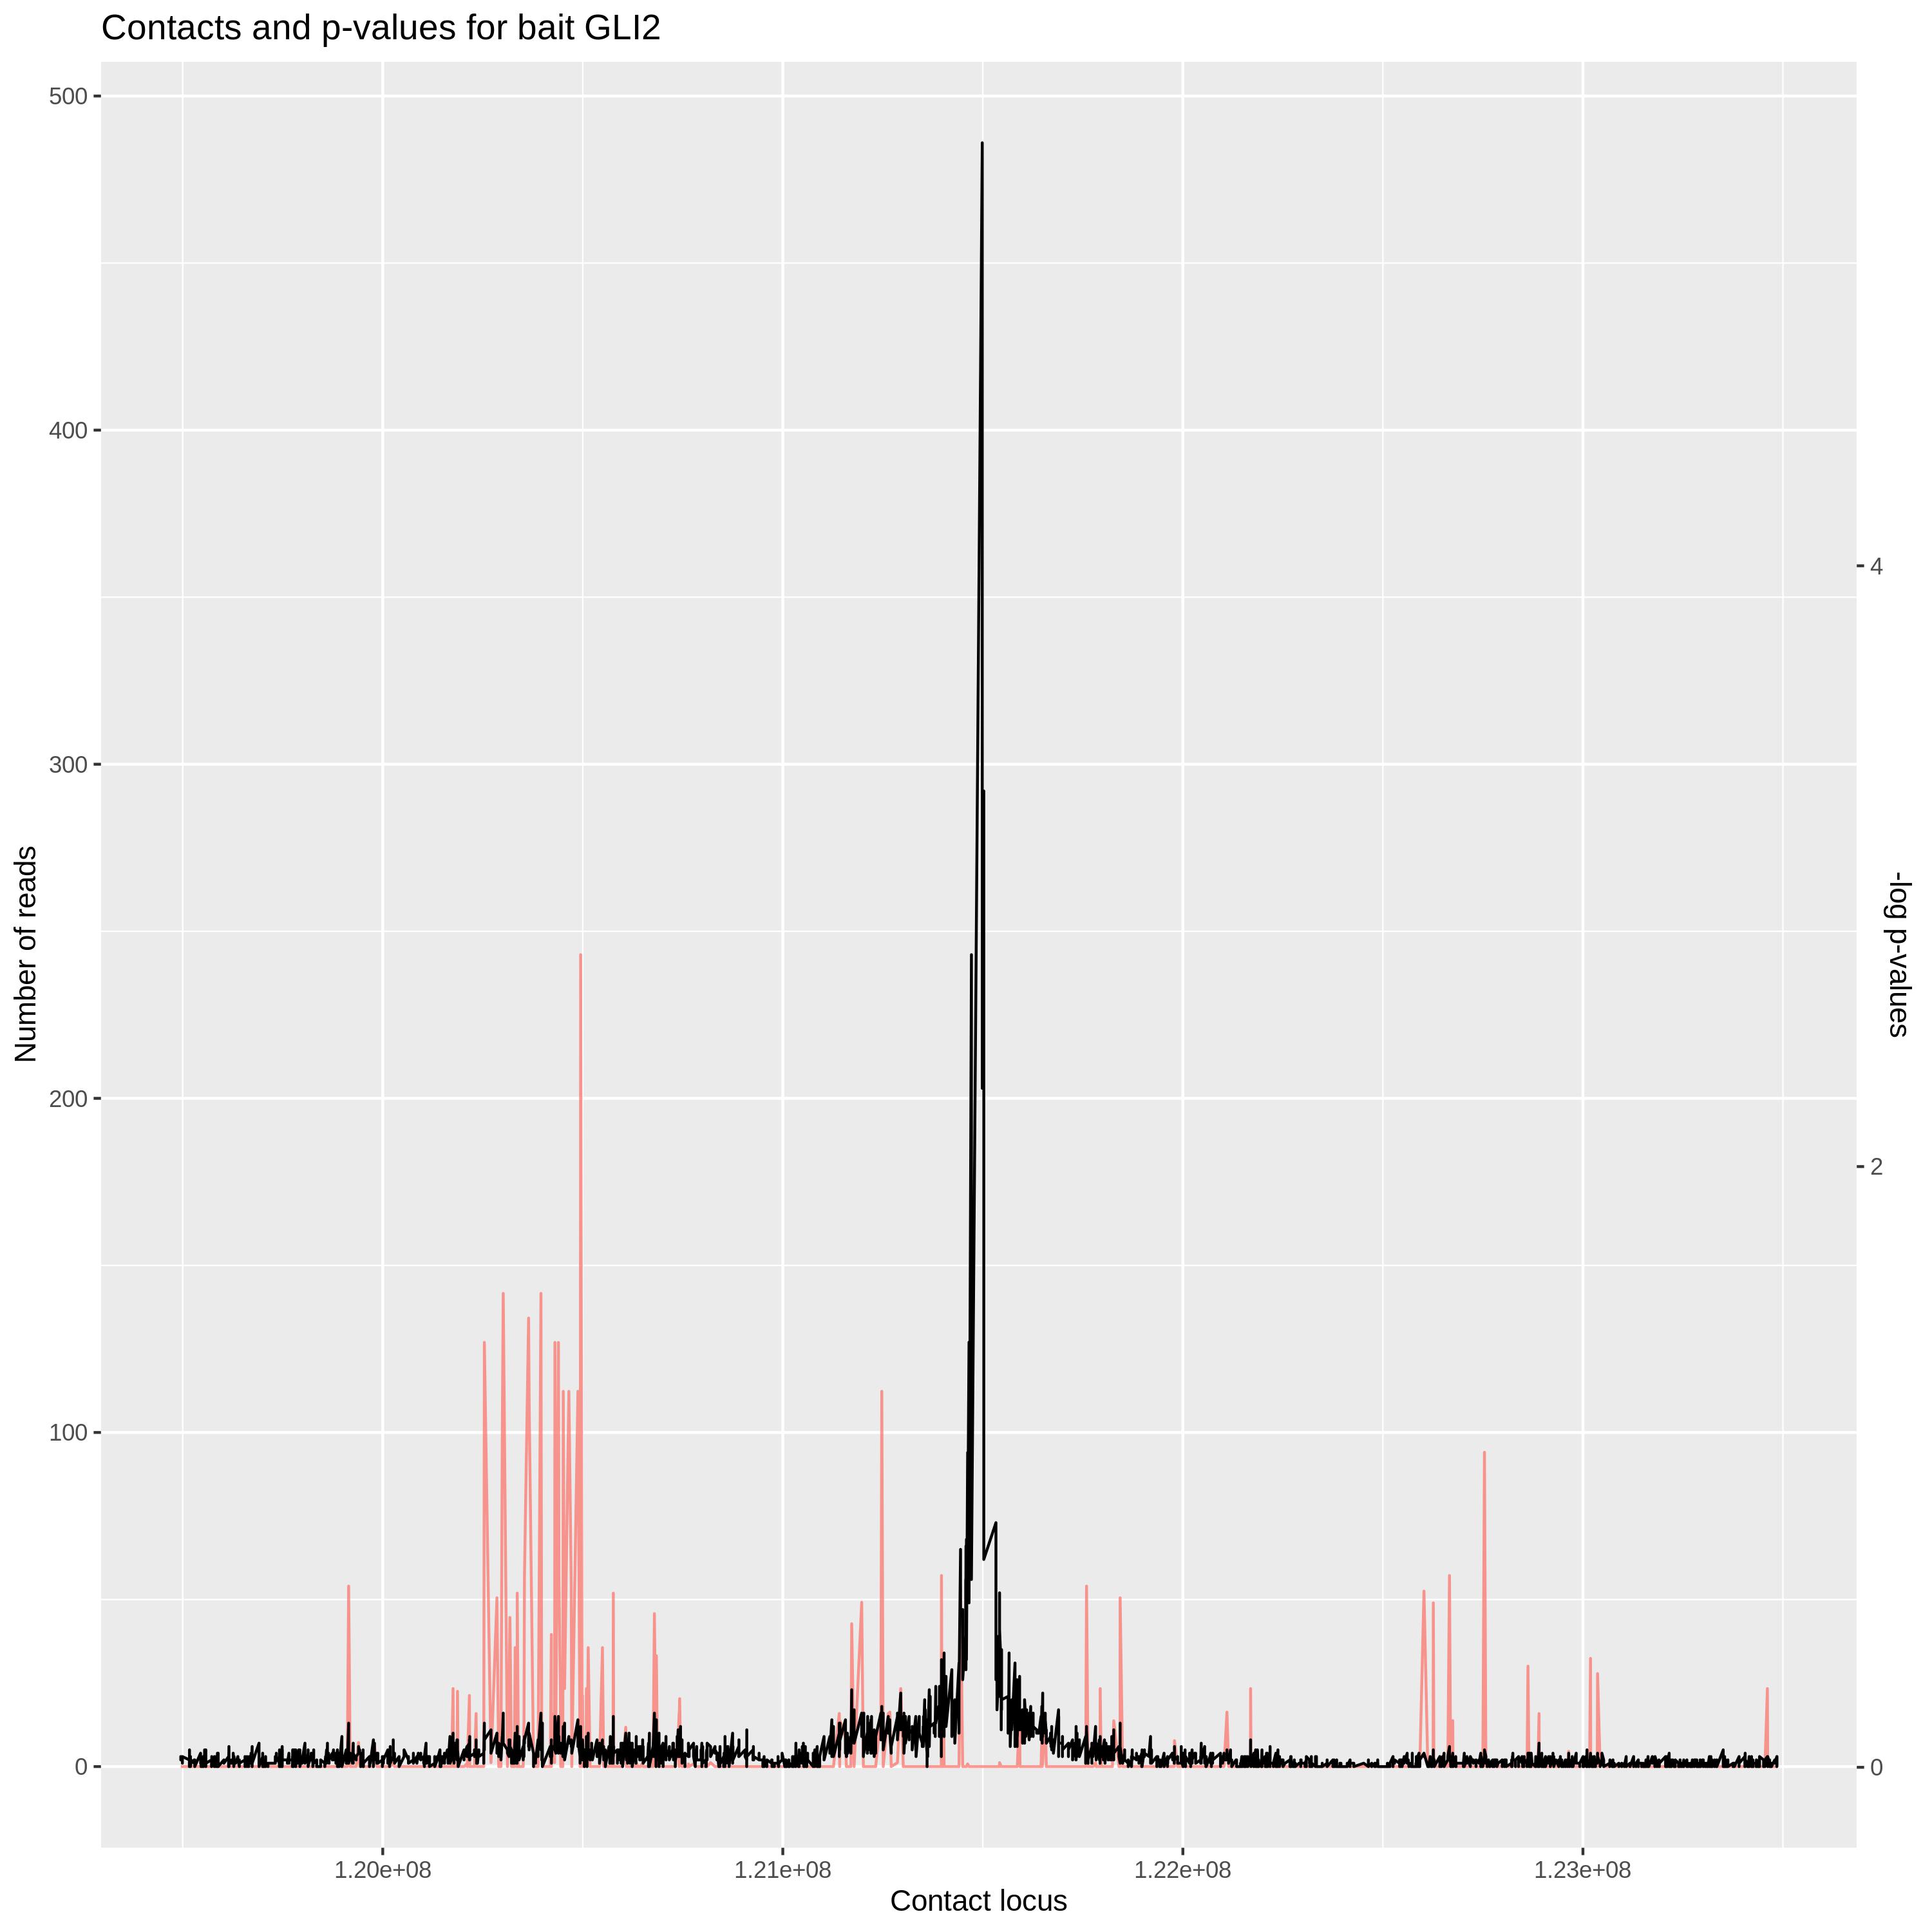 Contacts and p-values for bait GLI2
500
400
300
200
100
0
Number of reads
4
2
0
-log p-values
1.20e+08
1.21e+08
1.22e+08
1.23e+08
Contact locus